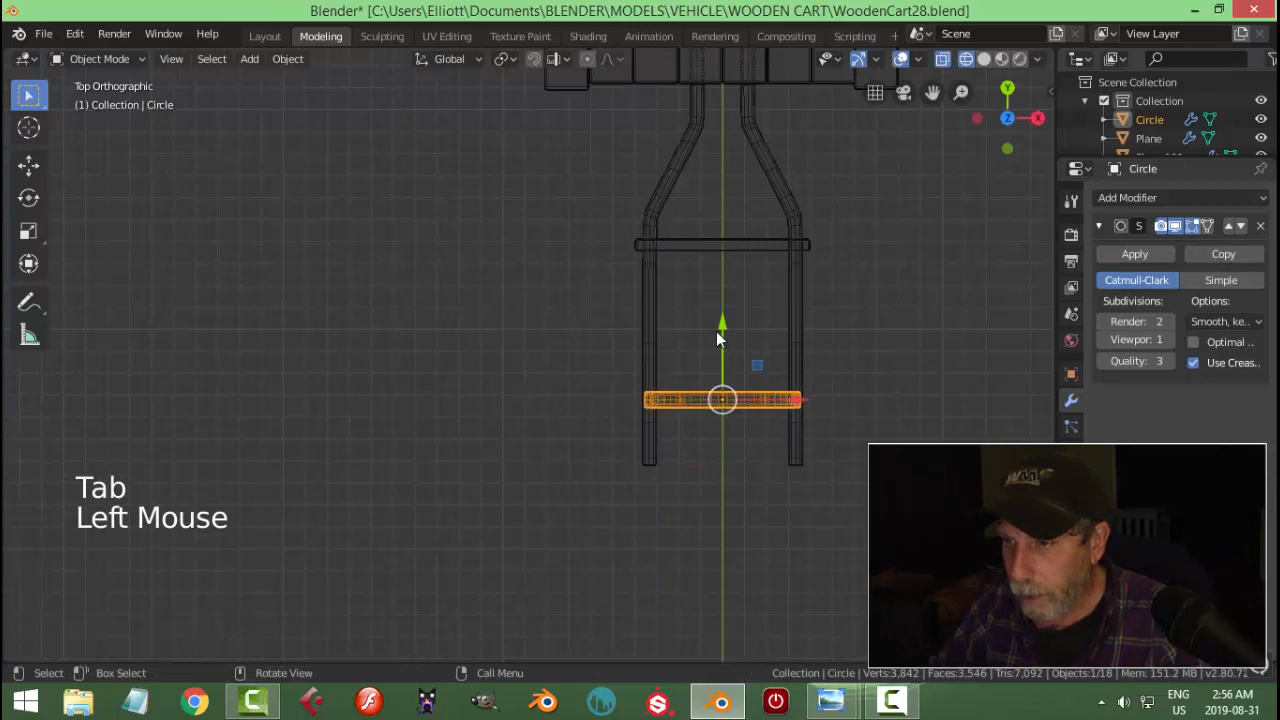 Blender* [C:\Users\Elliott\Documents\BLENDER\MODELS\VEHICLE\WOODEN CART\WoodenCart28.blend]
File Edit Render Window Help Layout Modeling Sculpting UV Editing Texture Paint Shading Animation Rendering Compositing Scripting + Scene View Layer
Object Mode View Select Add Object Global
Top Orthographic
(1) Collection | Circle
Scene Collection
Collection
Circle
Plane
Circle
Add Modifier
S
Apply Copy
Catmull-Clark Simple
Subdivisions: Options:
Render: 2 Smooth, ke..
Viewpor: 1 Optimal ..
Quality: 3 Use Creas..
Y
Z X
Tab
Left Mouse
Select Box Select Rotate View Call Menu Collection | Circle | Verts:3,842 | Faces:3,546 | Tris:7,092 | Objects:1/18 | Mem: 151.2 MB | v2.80.7
ENG 2:56 AM
US 2019-08-31